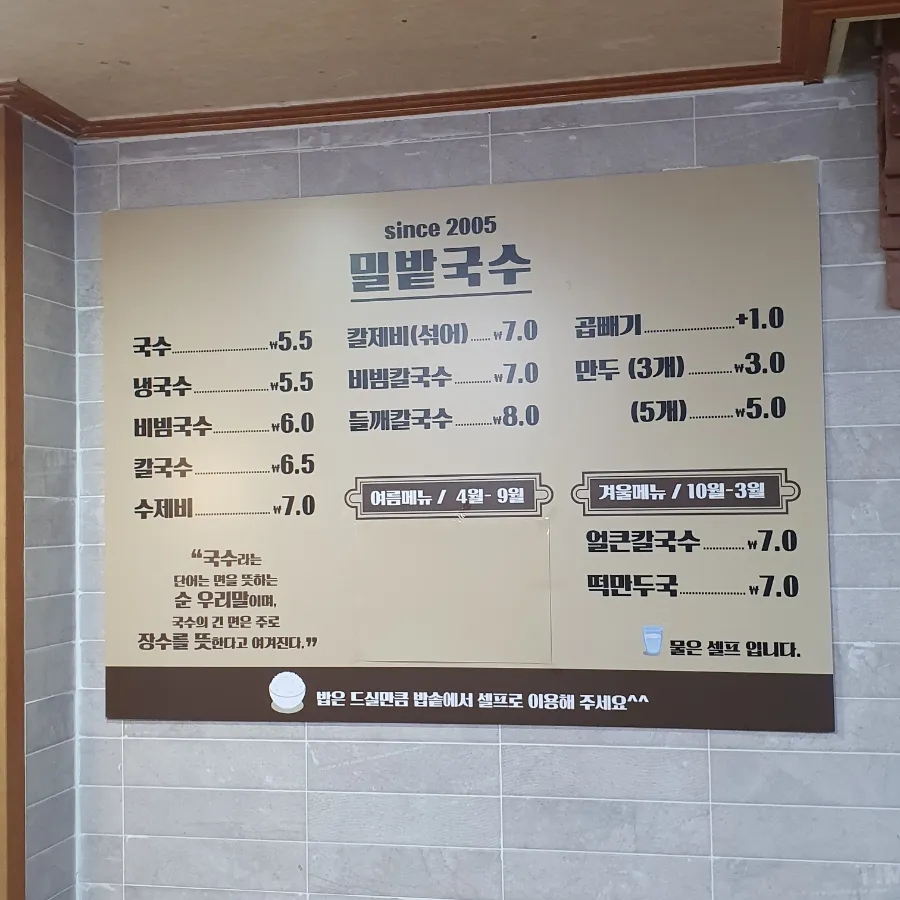 since 2005
밀밭국수
국수 ₩5.5
냉국수 ₩5.5
비빔국수 ₩6.0
칼국수 ₩6.5
수제비 ₩7.0
“국수라는
단어는 면을 뜻하는
순 우리말이며,
국수의 긴 면은 주로
장수를 뜻한다고 여겨진다.”
칼제비(섞어) ₩7.0
비빔칼국수 ₩7.0
들깨칼국수 ₩8.0
여름메뉴 / 4월- 9월
곱빼기 +1.0
만두 (3개) ₩3.0
(5개) ₩5.0
겨울메뉴 / 10월-3월
얼큰칼국수 ₩7.0
떡만두국 ₩7.0
물은 셀프 입니다.
밥은 드실만큼 밥솥에서 셀프로 이용해 주세요^^